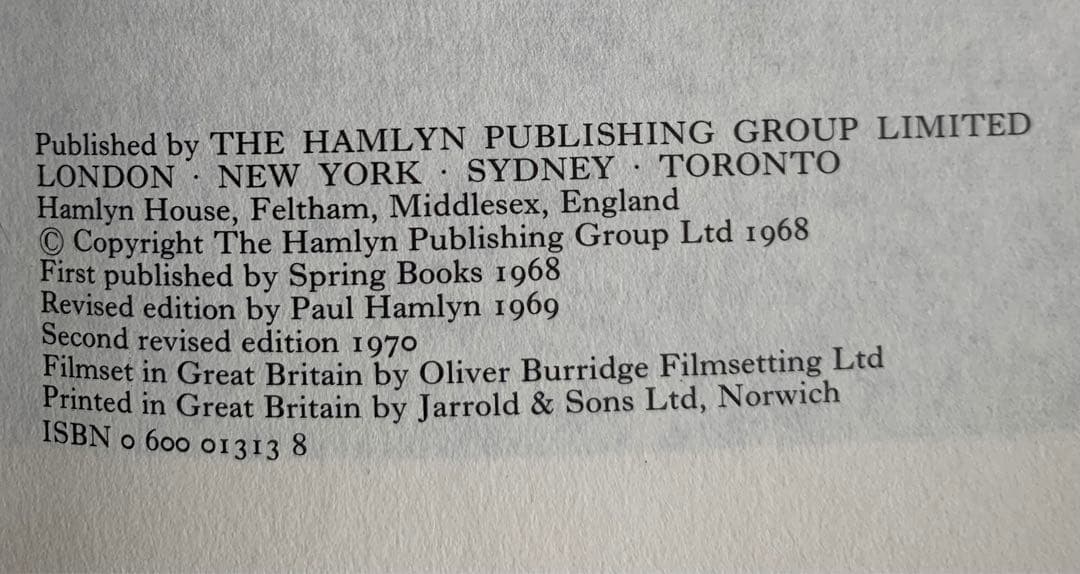 Published by THE HAMLYN PUBLISHING GROUP LIMITED
LONDON · NEW YORK · SYDNEY · TORONTO
Hamlyn House, Feltham, Middlesex, England
© Copyright The Hamlyn Publishing Group Ltd 1968
First published by Spring Books 1968
Revised edition by Paul Hamlyn 1969
Second revised edition 1970
Filmset in Great Britain by Oliver Burridge Filmsetting Ltd
Printed in Great Britain by Jarrold & Sons Ltd, Norwich
ISBN 0 600 01313 8